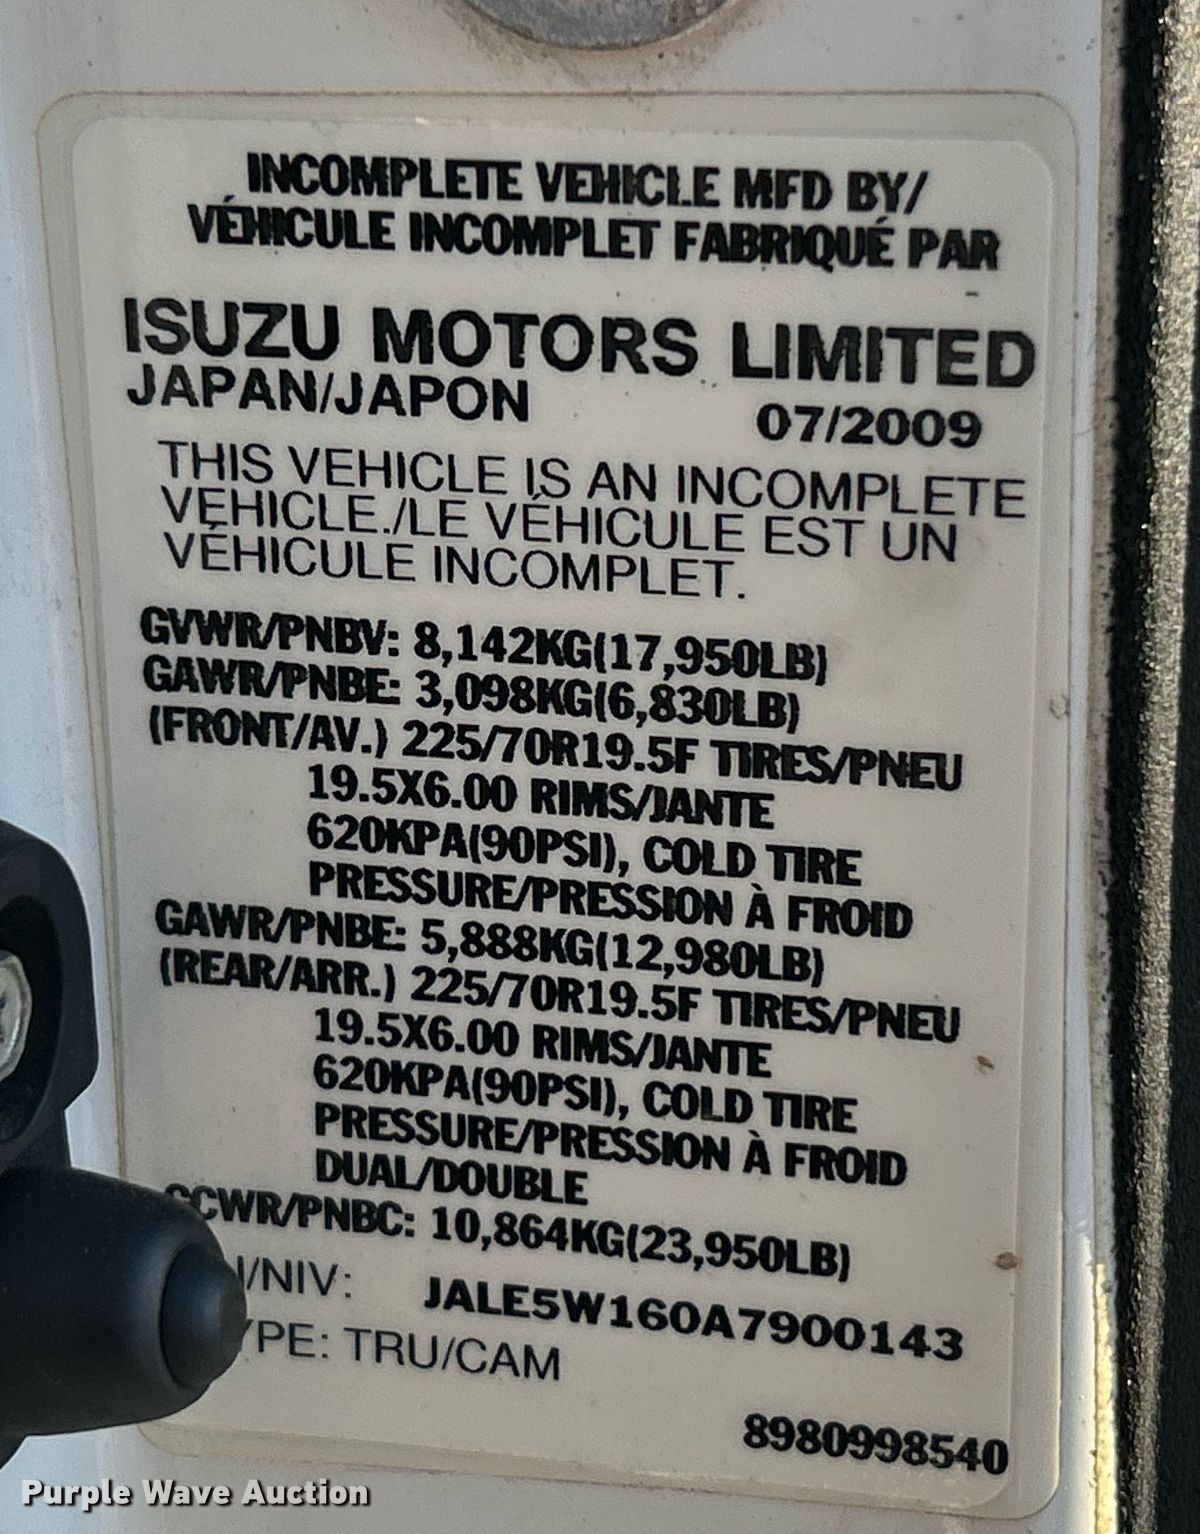 INCOMPLETE VEHICLE MFD BY/
VÉHICULE INCOMPLET FABRIQUÉ PAR
ISUZU MOTORS LIMITED
JAPAN/JAPON 07/2009
THIS VEHICLE IS AN INCOMPLETE
VEHICLE./LE VÉHICULE EST UN
VÉHICULE INCOMPLET.
GVWR/PNBV: 8,142KG(17,950LB)
GAWR/PNBE: 3,098KG(6,830LB)
(FRONT/AV.) 225/70R19.5F TIRES/PNEU
19.5X6.00 RIMS/JANTE
620KPA(90PSI), COLD TIRE
PRESSURE/PRESSION À FROID
GAWR/PNBE: 5,888KG(12,980LB)
(REAR/ARR.) 225/70R19.5F TIRES/PNEU
19.5X6.00 RIMS/JANTE
620KPA(90PSI), COLD TIRE
PRESSURE/PRESSION À FROID
DUAL/DOUBLE
GCWR/PNBC: 10,864KG(23,950LB)
/NIV: JALE5W160A7900143
YPE: TRU/CAM
8980998540
Purple Wave Auction